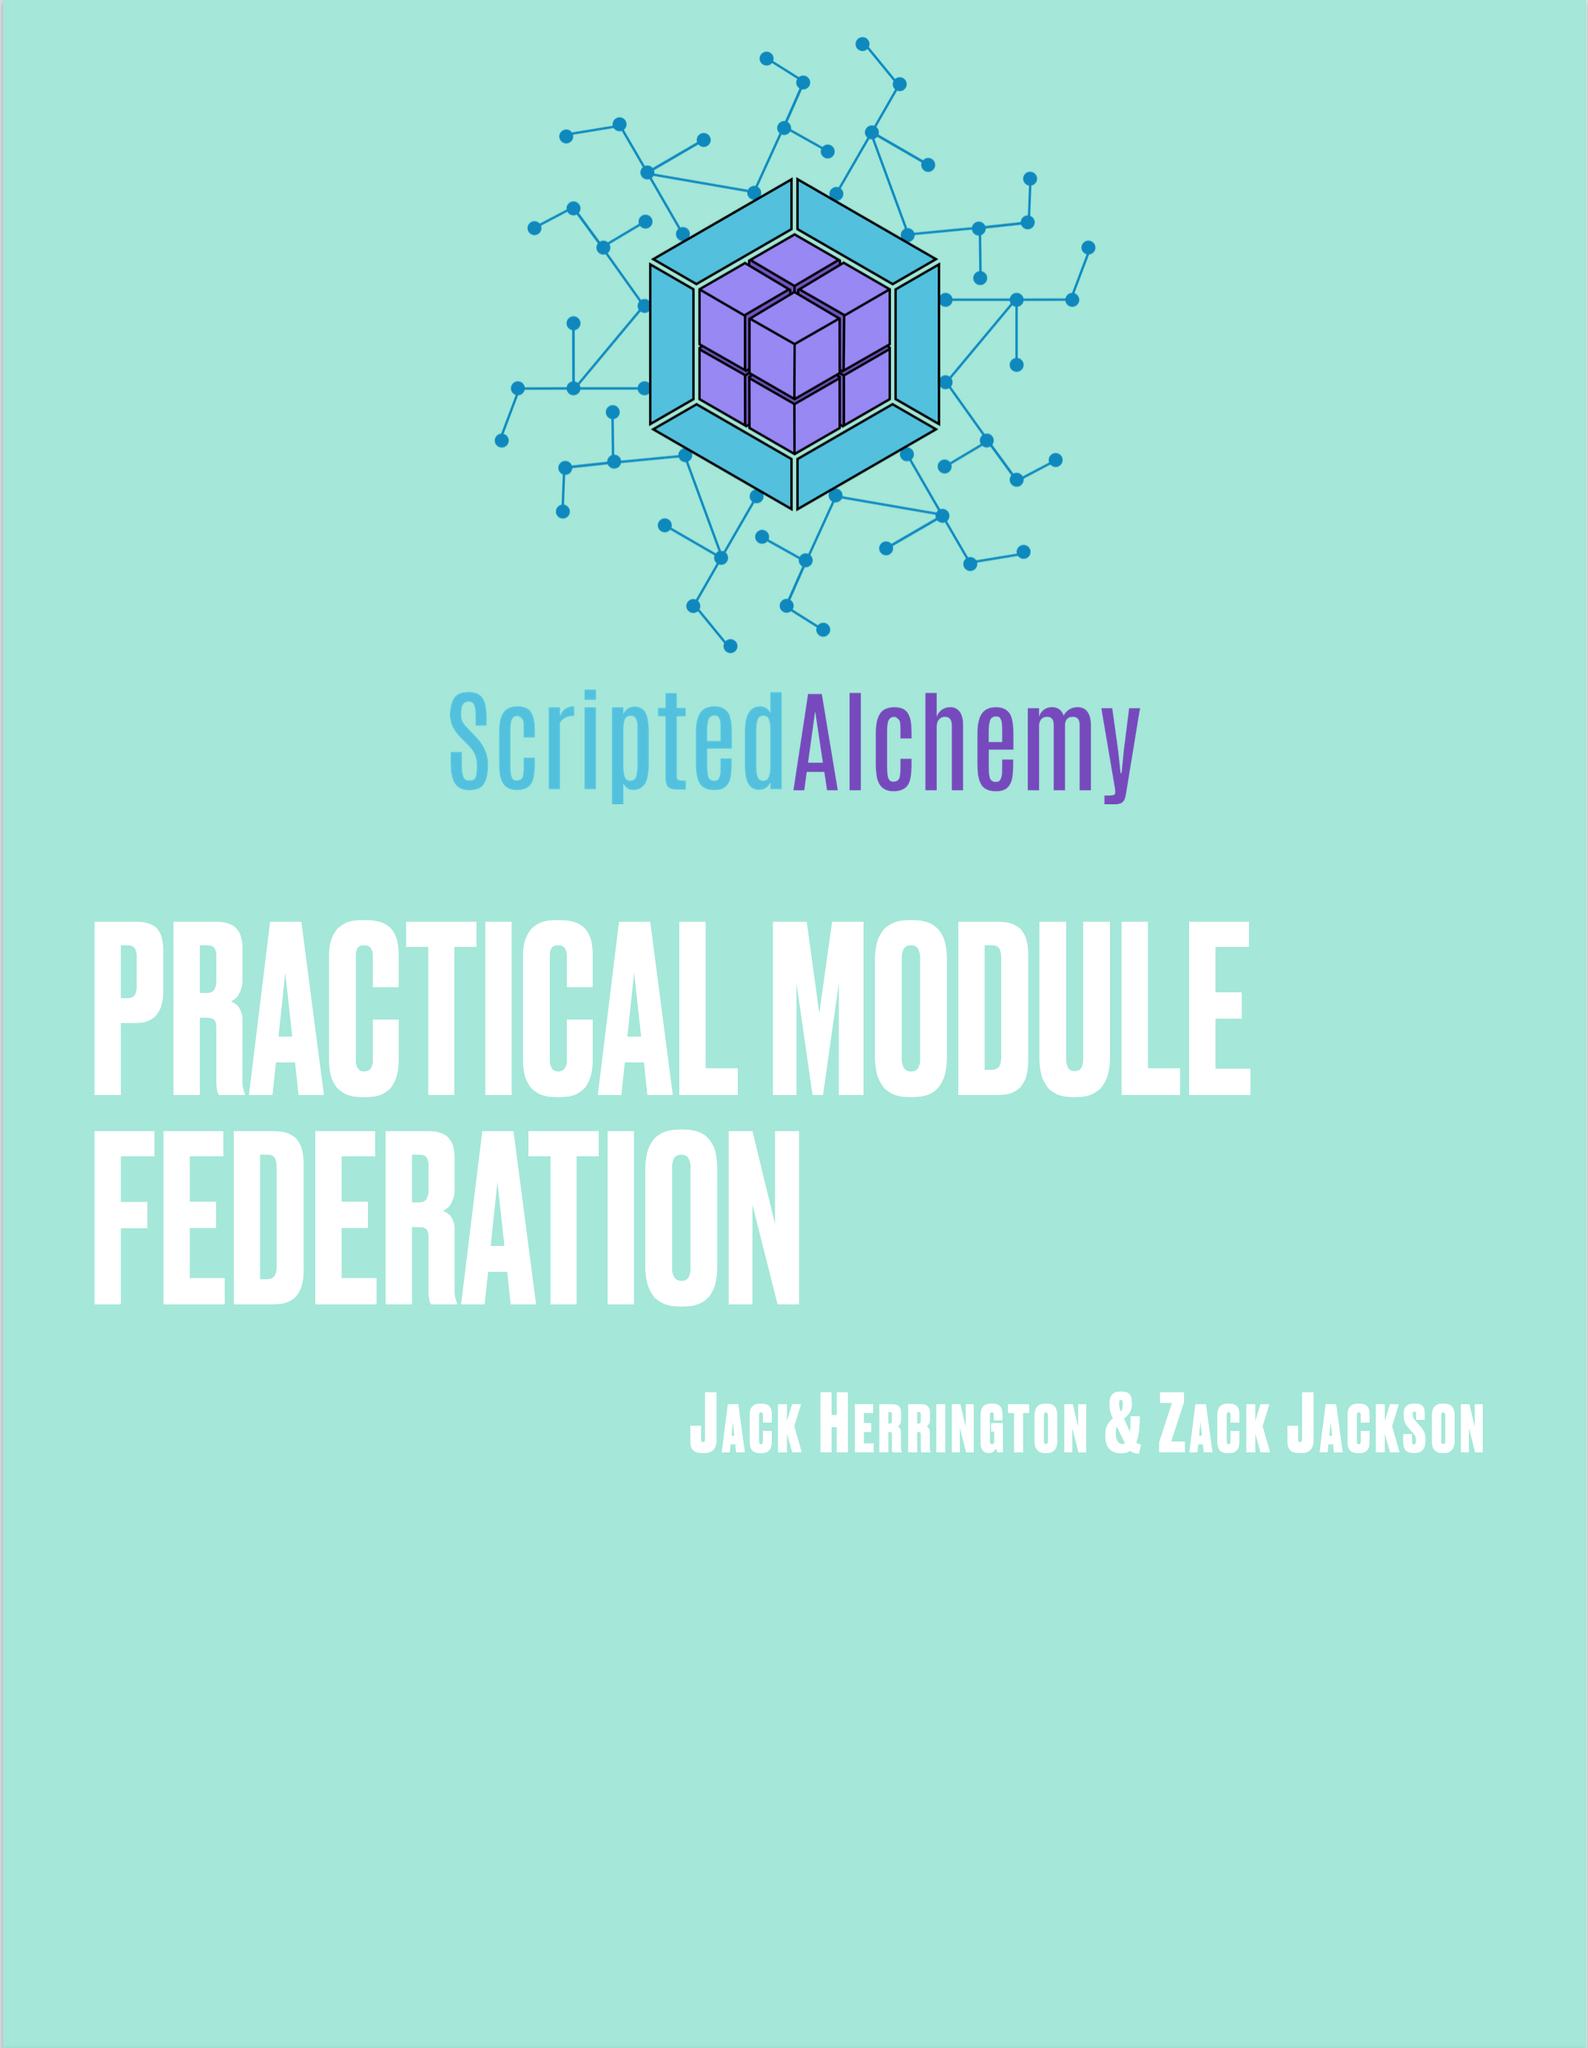 ScriptedAlchemy
PRACTICAL MODULE
FEDERATION
Jack Herrington & Zack Jackson